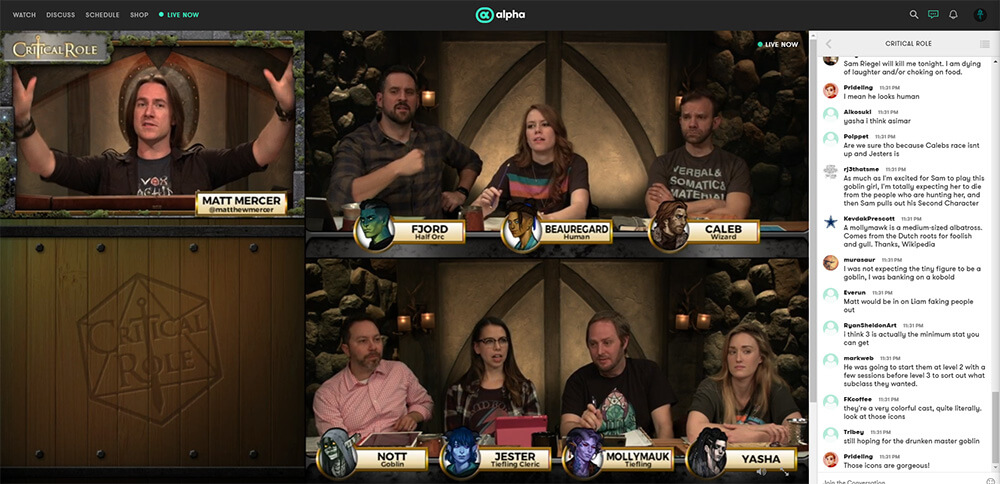 WATCH DISCUSS SCHEDULE SHOP LIVE NOW
alpha
CRITICAL ROLE
MATT MERCER
@matthewmercer
CRITICAL
ROLE
LIVE NOW
VERBAL&
SOMATIC&
MATERIAL
FJORD
Half Orc
BEAUREGARD
Human
CALEB
Wizard
NOTT
Goblin
JESTER
Tiefling Cleric
MOLLYMAUK
Tiefling
YASHA
CRITICAL ROLE
Sam Riegel will kill me tonight. I am dying
of laughter and/or choking on food.
Prideling 11:31 PM
I mean he looks human
Aikosuki 11:31 PM
yasha i think asimar
Poippet 11:31 PM
Are we sure tho because Calebs race isnt
up and Jesters is
rj3thatsme 11:31 PM
As much as I'm excited for Sam to play this
goblin girl, I'm totally expecting her to die
from the people who are hunting her, and
then Sam pulls out his Second Character
KevdakPrescott 11:31 PM
A mollymawk is a medium-sized albatross.
Comes from the Dutch roots for foolish
and gull. Thanks, Wikipedia
murasaur 11:31 PM
I was not expecting the tiny figure to be a
goblin, I was banking on a kobold
Everun 11:31 PM
Matt would be in on Liam faking people
out
RyanSheldonArt 11:31 PM
i think 3 is actually the minimum stat you
can get
markweb 11:31 PM
He was going to start them at level 2 with a
few sessions before level 3 to sort out what
subclass they wanted.
FKcoffee 11:31 PM
they're a very colorful cast, quite literally.
look at those icons
Tribey 11:31 PM
still hoping for the drunken master goblin
Prideling 11:31 PM
Those icons are gorgeous!
Join the Conversation